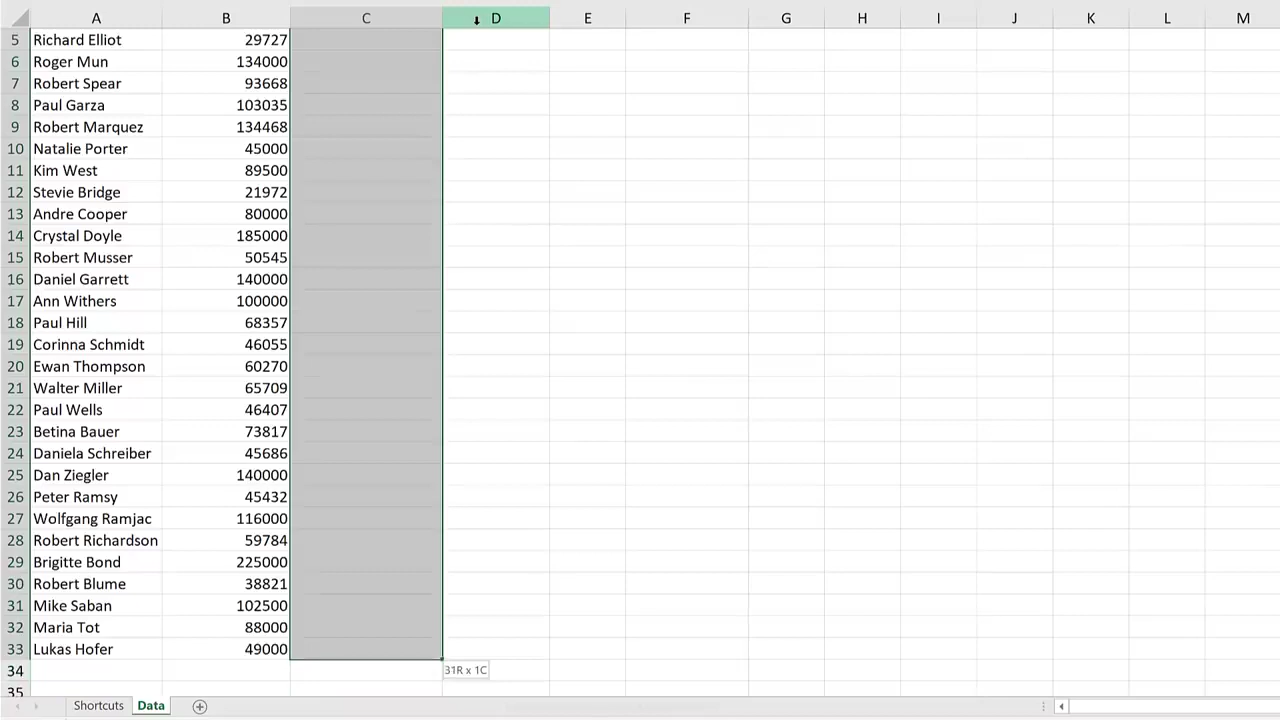 A B C D E F G H I J K L M
5 Richard Elliot 29727
6 Roger Mun 134000
7 Robert Spear 93668
8 Paul Garza 103035
9 Robert Marquez 134468
10 Natalie Porter 45000
11 Kim West 89500
12 Stevie Bridge 21972
13 Andre Cooper 80000
14 Crystal Doyle 185000
15 Robert Musser 50545
16 Daniel Garrett 140000
17 Ann Withers 100000
18 Paul Hill 68357
19 Corinna Schmidt 46055
20 Ewan Thompson 60270
21 Walter Miller 65709
22 Paul Wells 46407
23 Betina Bauer 73817
24 Daniela Schreiber 45686
25 Dan Ziegler 140000
26 Peter Ramsy 45432
27 Wolfgang Ramjac 116000
28 Robert Richardson 59784
29 Brigitte Bond 225000
30 Robert Blume 38821
31 Mike Saban 102500
32 Maria Tot 88000
33 Lukas Hofer 49000
34 31R x 1C
35
Shortcuts Data